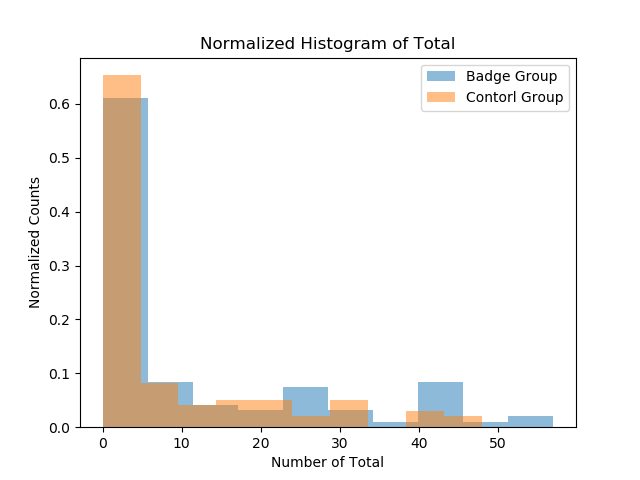 Normalized Histogram of Total
Badge Group
Contorl Group
Normalized Counts
0.6
0.5
0.4
0.3
0.2
0.1
0.0
0 10 20 30 40 50
Number of Total